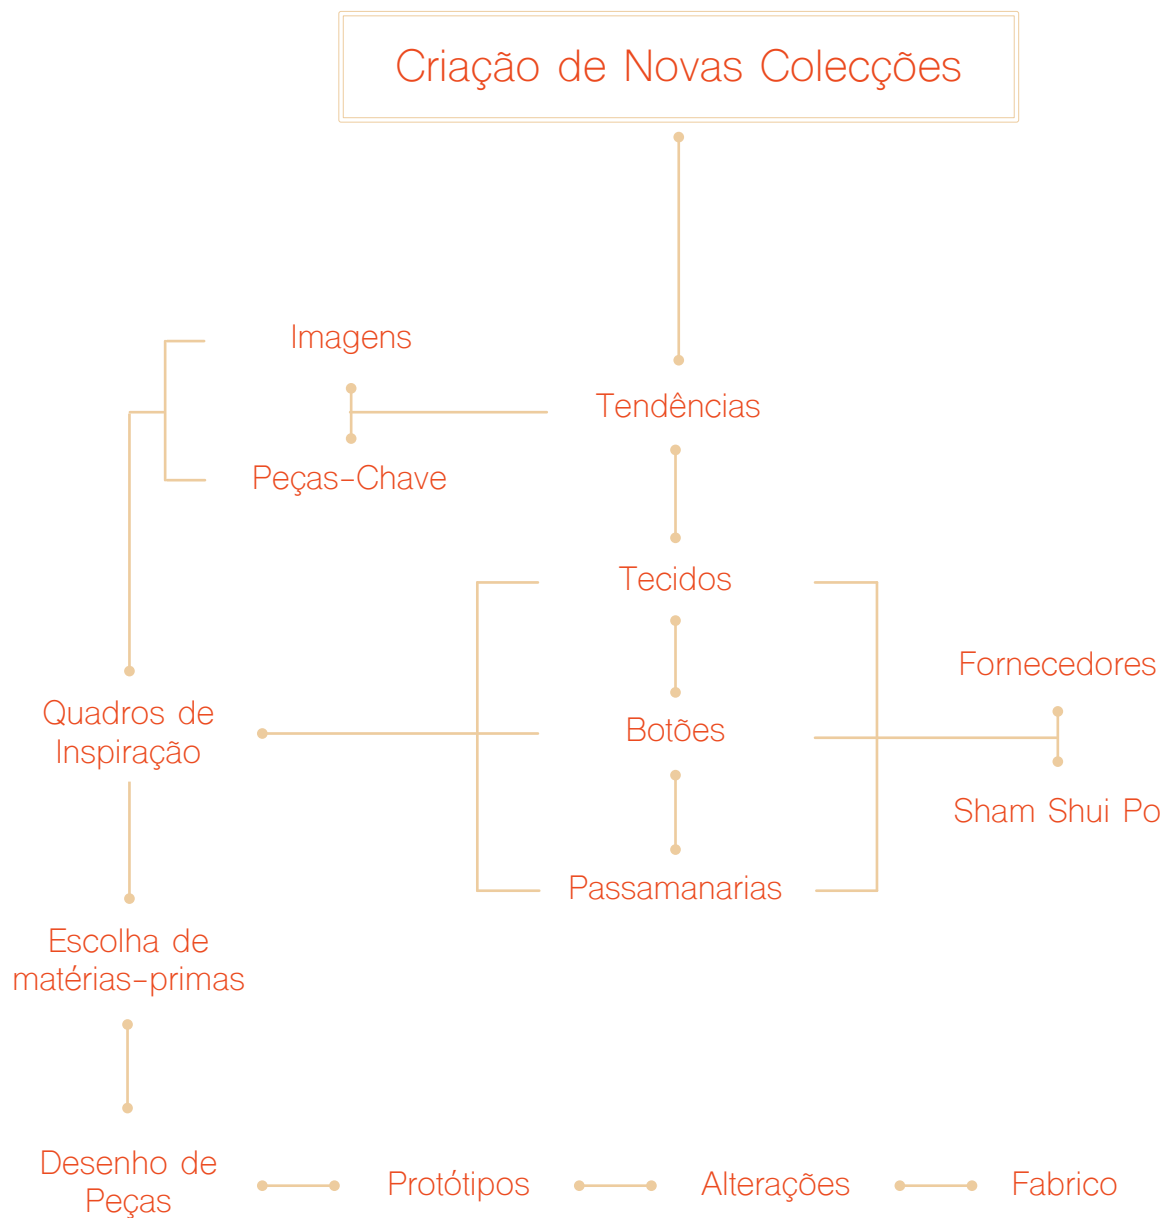 Criação de Novas Colecções
Imagens
Tendências
Peças-Chave
Tecidos
Fornecedores
Quadros de
Inspiração
Botões
Sham Shui Po
Passamanarias
Escolha de
matérias-primas
Desenho de
Peças
Protótipos
Alterações
Fabrico